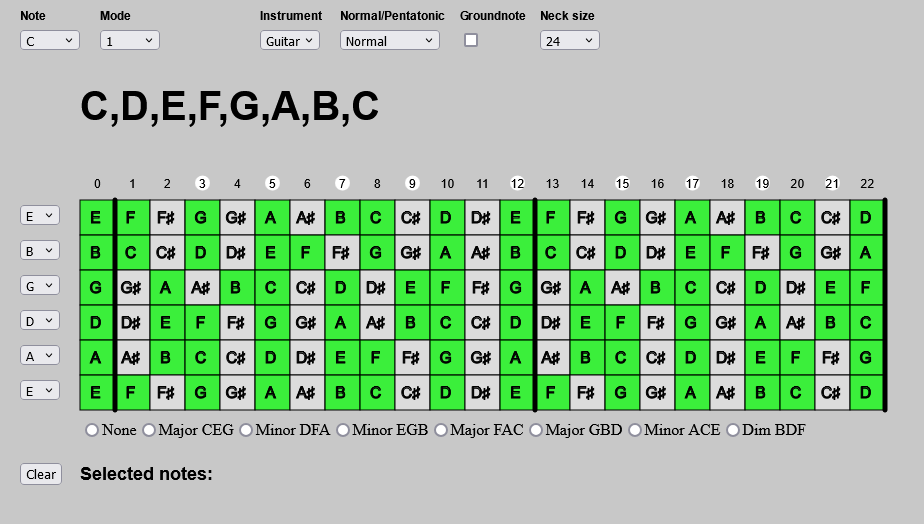 Note Mode Instrument Normal/Pentatonic Groundnote Neck size
C 1 Guitar Normal 24
C,D,E,F,G,A,B,C
0 1 2 3 4 5 6 7 8 9 10 11 12 13 14 15 16 17 18 19 20 21 22
E E F F♯ G G♯ A A♯ B C C♯ D D♯ E F F♯ G G♯ A A♯ B C C♯ D
B B C C♯ D D♯ E F F♯ G G♯ A A♯ B C C♯ D D♯ E F F♯ G G♯ A
G G G♯ A A♯ B C C♯ D D♯ E F F♯ G G♯ A A♯ B C C♯ D D♯ E F
D D D♯ E F F♯ G G♯ A A♯ B C C♯ D D♯ E F F♯ G G♯ A A♯ B C
A A A♯ B C C♯ D D♯ E F F♯ G G♯ A A♯ B C C♯ D D♯ E F F♯ G
E E F F♯ G G♯ A A♯ B C C♯ D D♯ E F F♯ G G♯ A A♯ B C C♯ D
None Major CEG Minor DFA Minor EGB Major FAC Major GBD Minor ACE Dim BDF
Clear Selected notes: